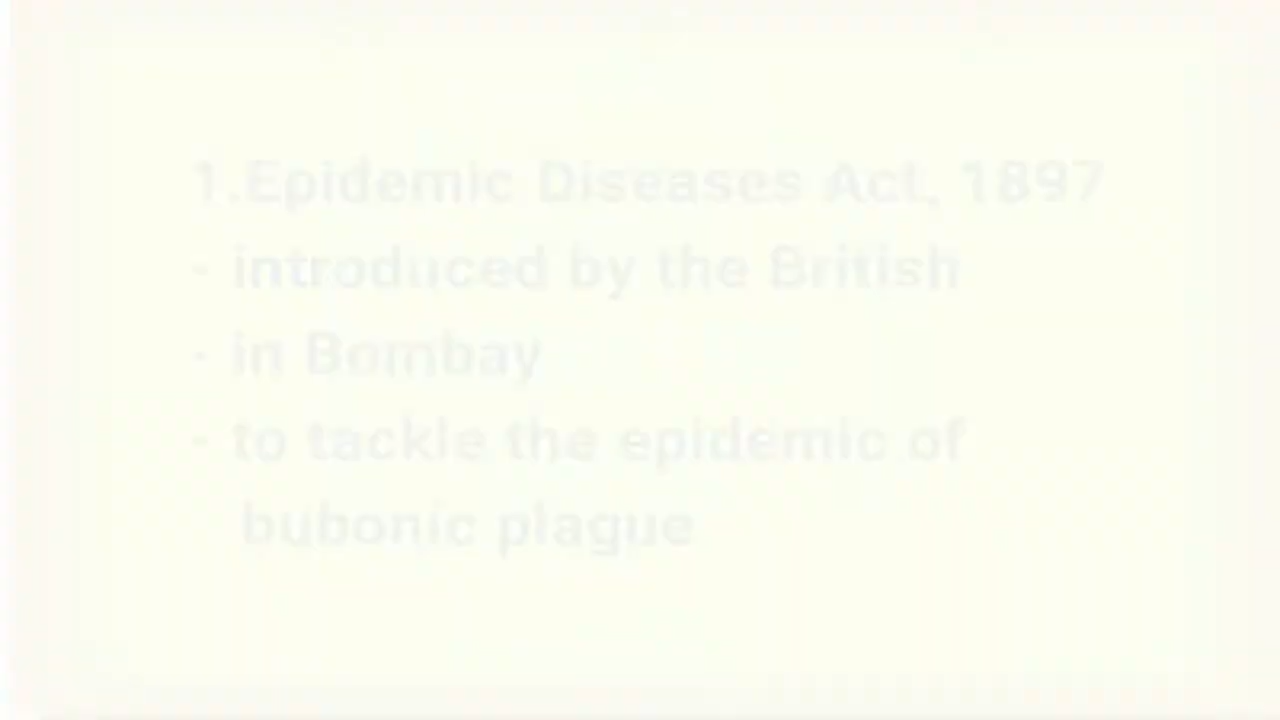 1.Epidemic Diseases Act, 1897
- introduced by the British
- in Bombay
- to tackle the epidemic of
bubonic plague